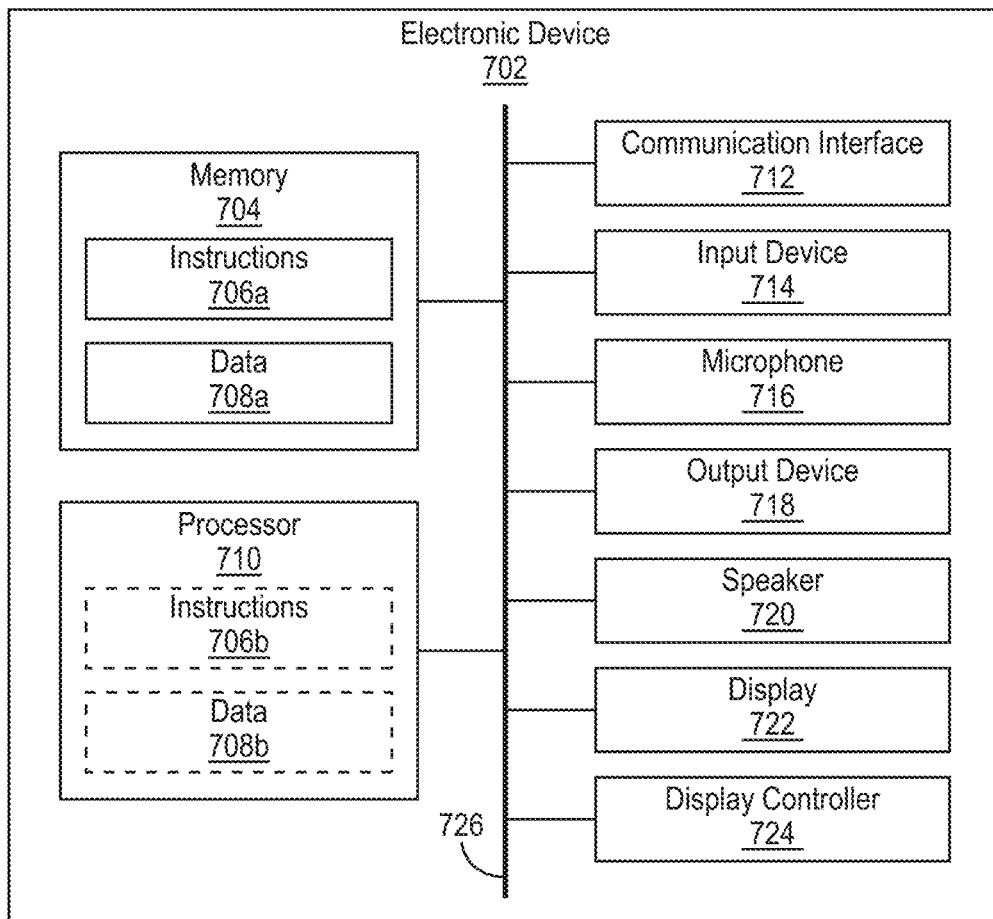 Electronic Device
702
Memory
704
Instructions
706a
Data
708a
Processor
710
Instructions
706b
Data
708b
Communication Interface
712
Input Device
714
Microphone
716
Output Device
718
Speaker
720
Display
722
Display Controller
724
726